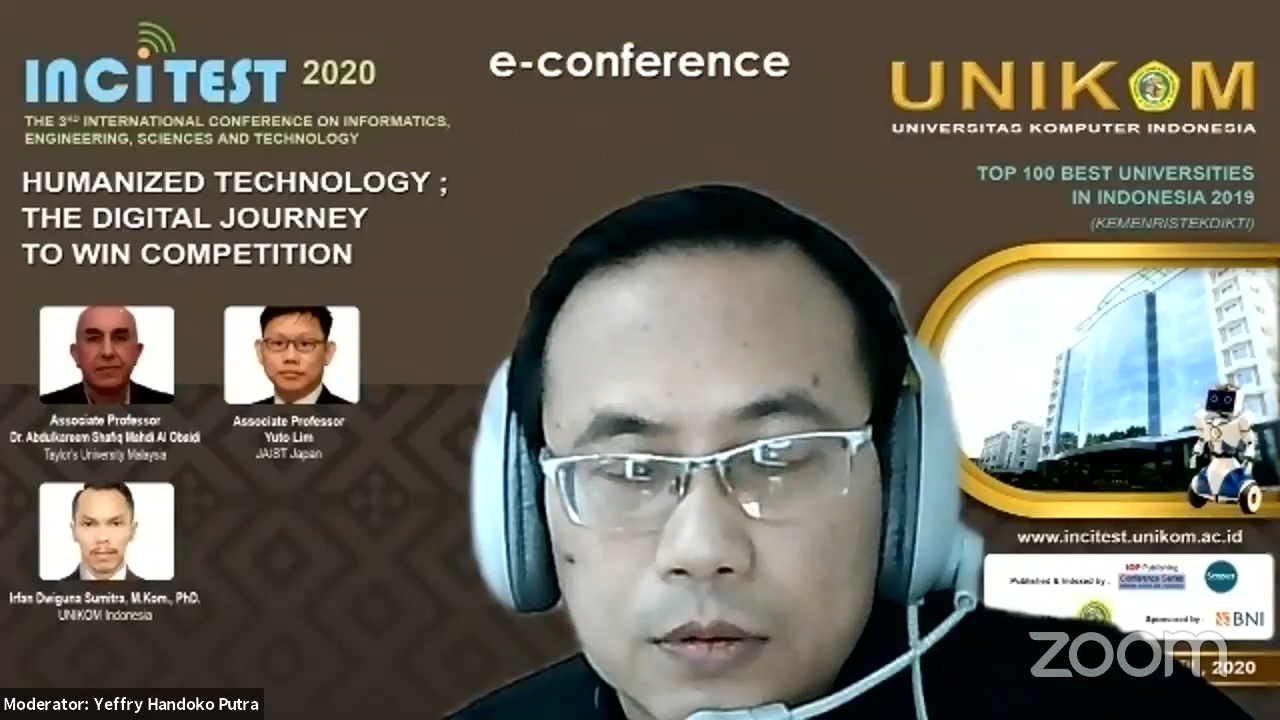 INCITEST 2020
THE 3RD INTERNATIONAL CONFERENCE ON INFORMATICS,
ENGINEERING, SCIENCES AND TECHNOLOGY
HUMANIZED TECHNOLOGY ;
THE DIGITAL JOURNEY
TO WIN COMPETITION
e-conference
UNIKOM
UNIVERSITAS KOMPUTER INDONESIA
TOP 100 BEST UNIVERSITIES
IN INDONESIA 2019
(KEMENRISTEKDIKTI)
Associate Professor
Dr. Abdulkareem Shafiq Mahdi Al Obaidi
Taylor's University Malaysia
Associate Professor
Yuto Lim
JAIST Japan
Irfan Dwiguna Sumitra, M.Kom., PhD.
UNIKOM Indonesia
www.incitest.unikom.ac.id
Published & Indexed by :
IOP Publishing
Conference Series
Scopus
Sponsored by :
BNI
zoom
, 2020
Moderator: Yeffry Handoko Putra